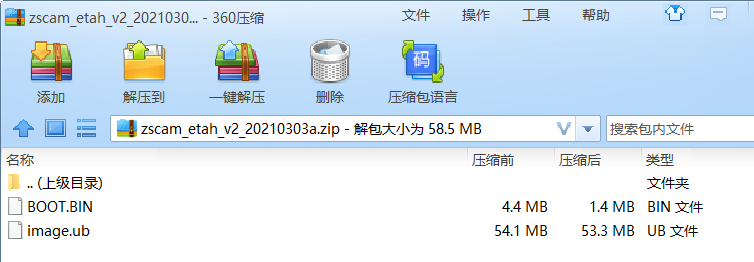 zscam_etah_v2_2021030... - 360压缩 文件 操作 工具 帮助
添加 解压到 一键解压 删除 压缩包语言
码
zscam_etah_v2_20210303a.zip - 解包大小为 58.5 MB 搜索包内文件
名称 压缩前 压缩后 类型
.. (上级目录) 文件夹
BOOT.BIN 4.4 MB 1.4 MB BIN 文件
image.ub 54.1 MB 53.3 MB UB 文件